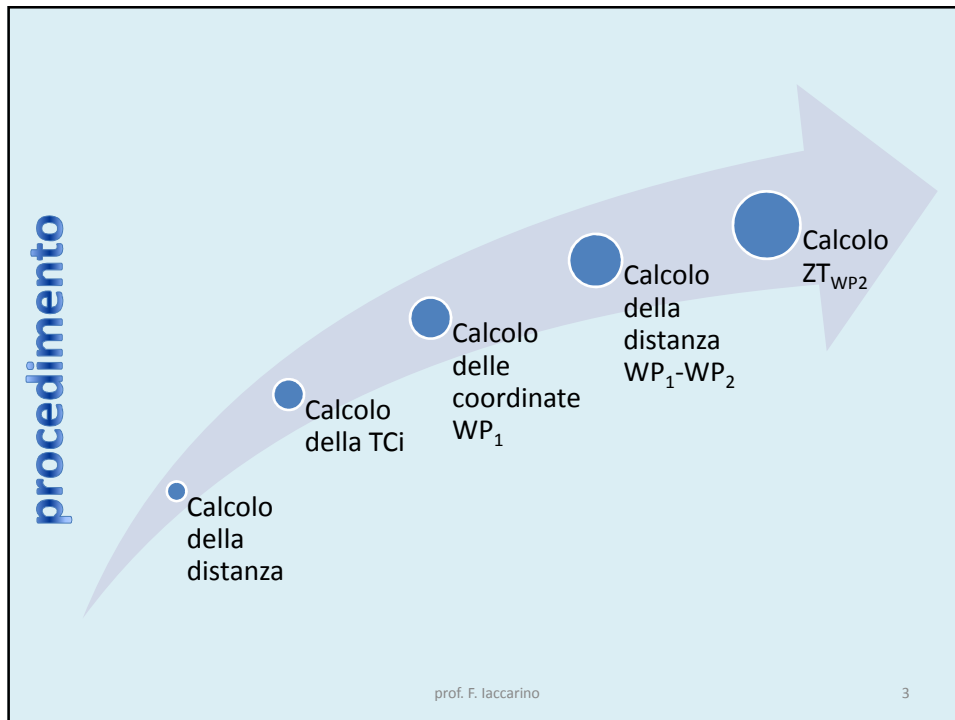 procedimento
Calcolo
della
distanza
Calcolo
della TCi
Calcolo
delle
coordinate
WP₁
Calcolo
della
distanza
WP₁-WP₂
Calcolo
ZT_WP2
prof. F. Iaccarino
3